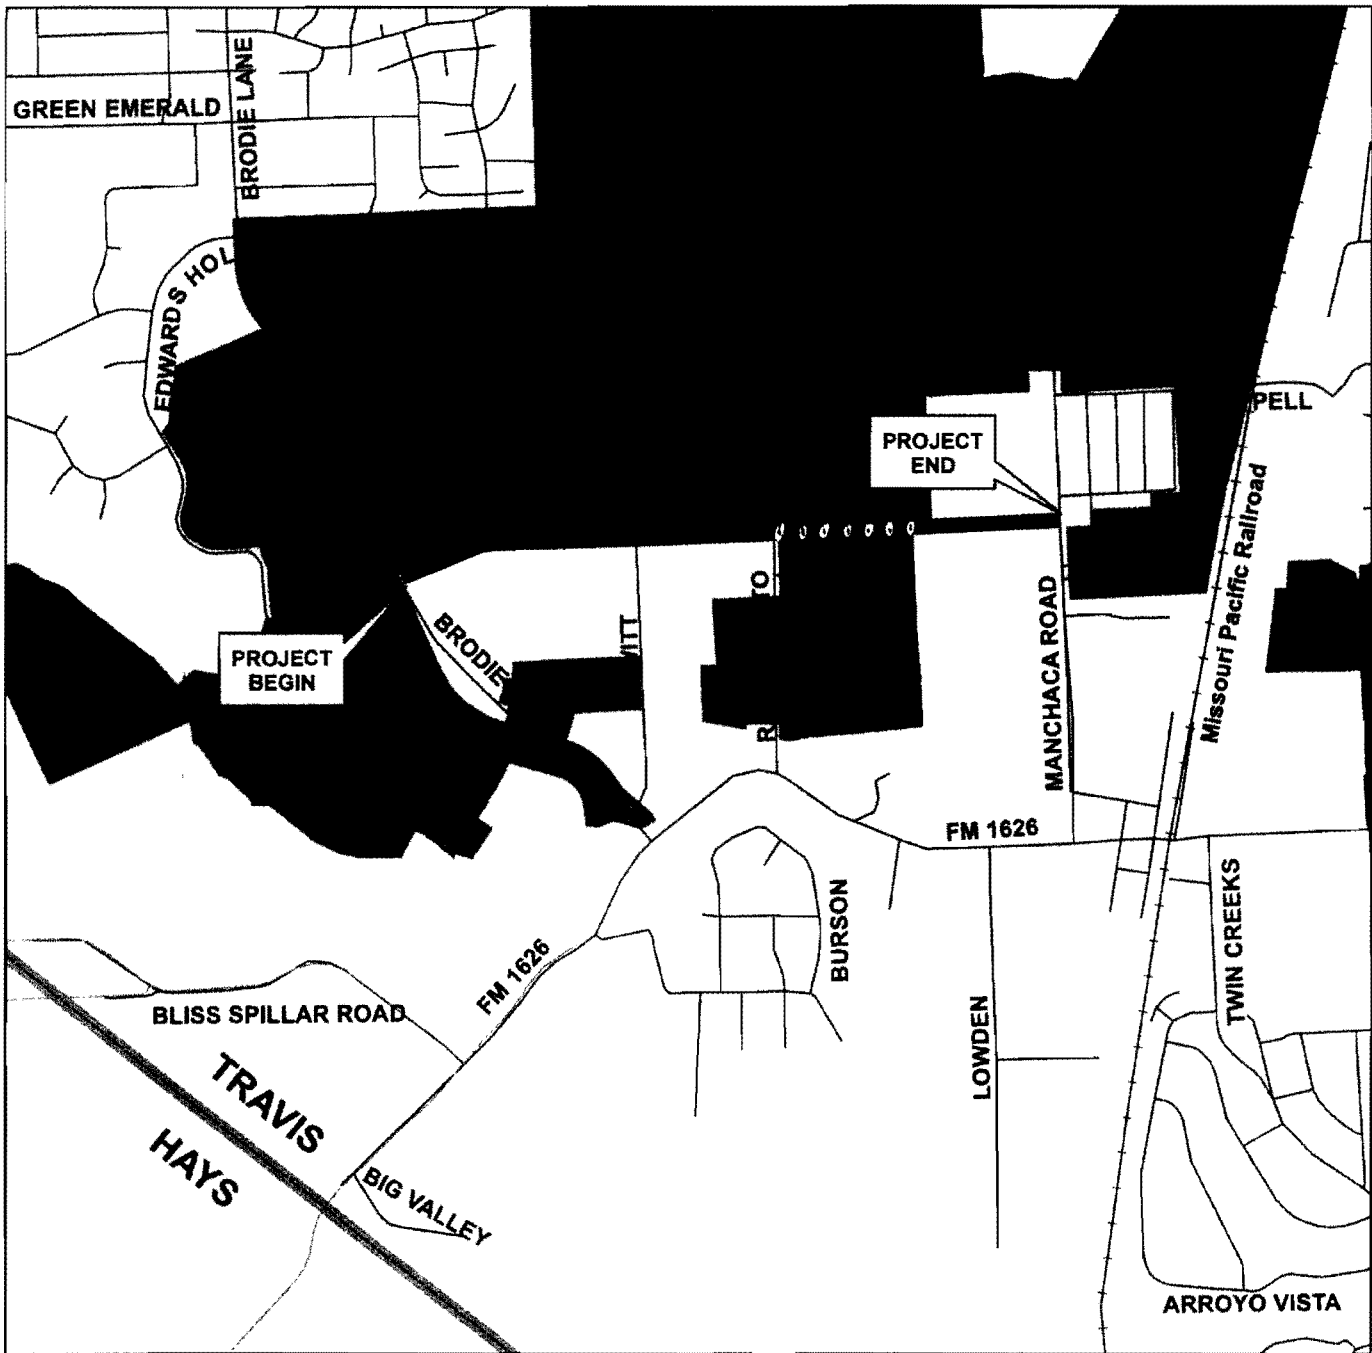 BRODIE LANE
GREEN EMERALD
EDWARDS HOL
PELL
PROJECT
END
Missouri Pacific Railroad
TO
MANCHACA ROAD
BRODIE
PROJECT
BEGIN
R
FM 1626
BURSON
TWIN CREEKS
FM 1626
BLISS SPILLAR ROAD
LOWDEN
TRAVIS
HAYS
BIG VALLEY
ARROYO VISTA